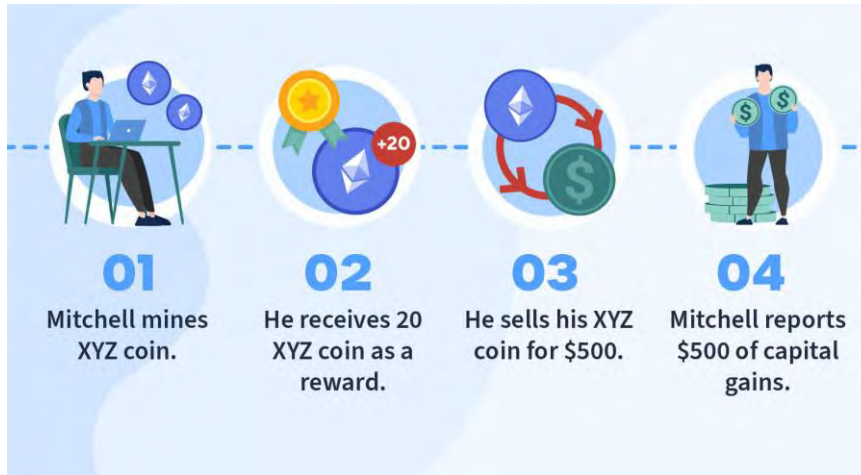 +20
$
$
$
01
Mitchell mines
XYZ coin.
02
He receives 20
XYZ coin as a
reward.
03
He sells his XYZ
coin for $500.
04
Mitchell reports
$500 of capital
gains.